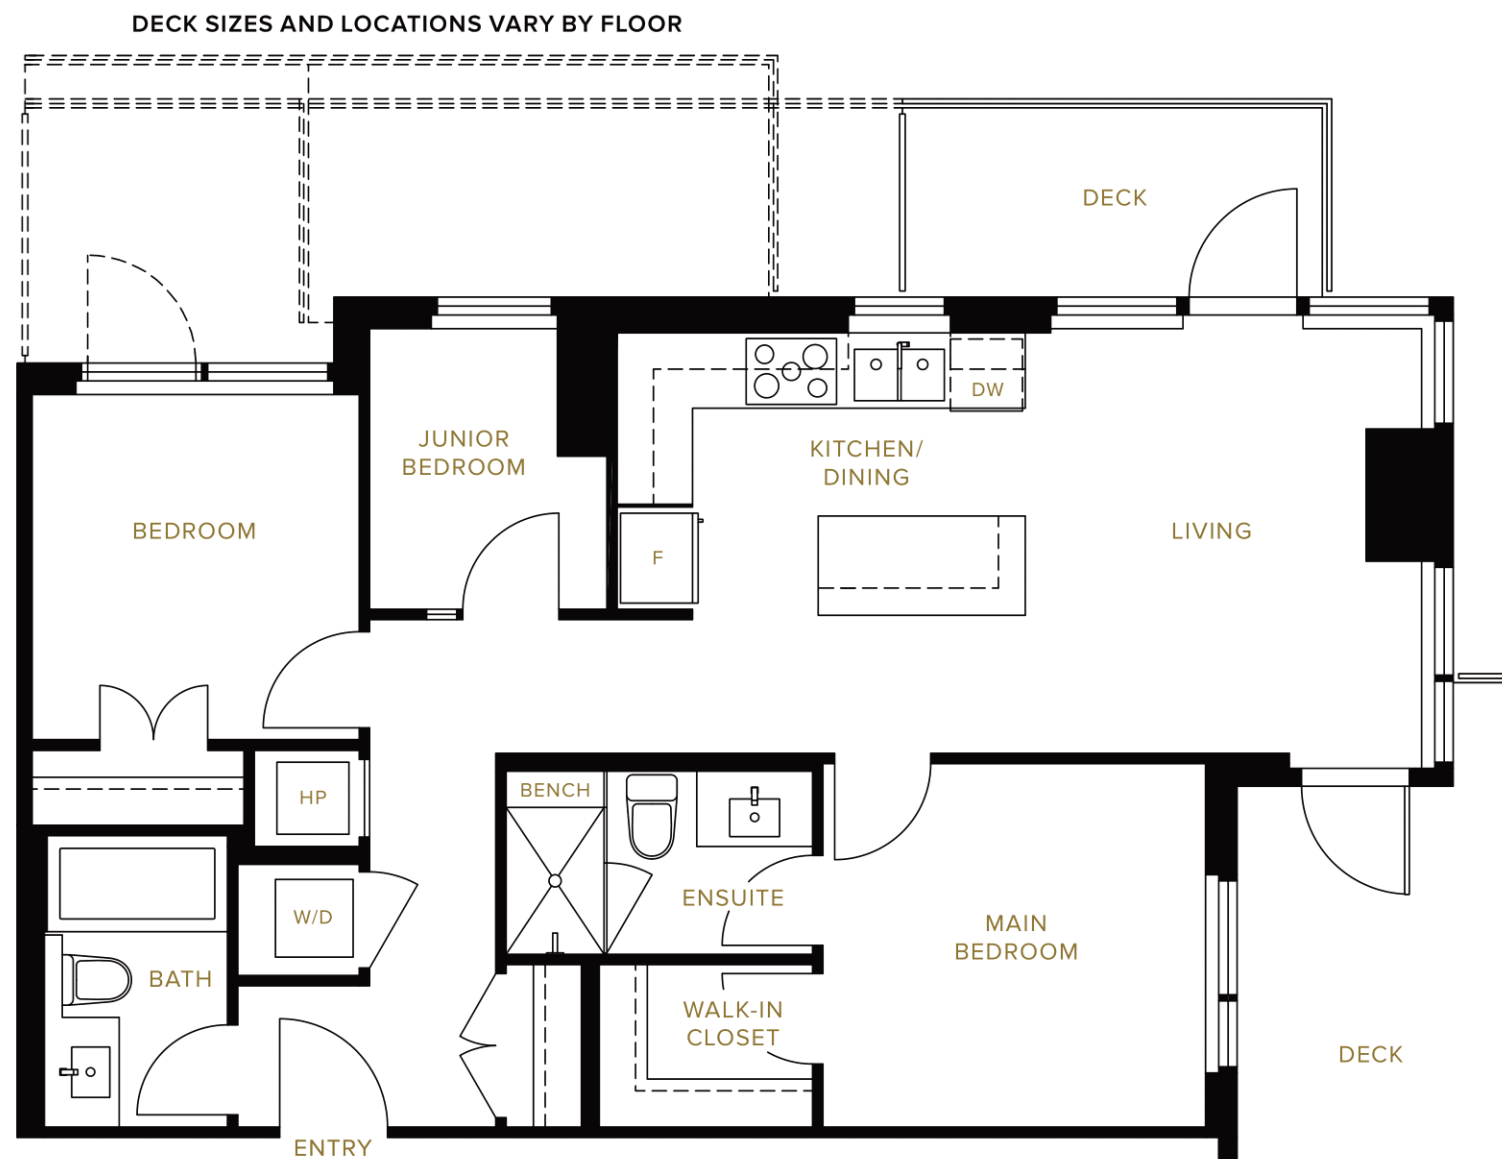 DECK SIZES AND LOCATIONS VARY BY FLOOR
DECK
DW
JUNIOR
BEDROOM
KITCHEN/
DINING
BEDROOM
LIVING
F
HP
BENCH
ENSUITE
W/D
MAIN
BEDROOM
BATH
WALK-IN
CLOSET
DECK
ENTRY